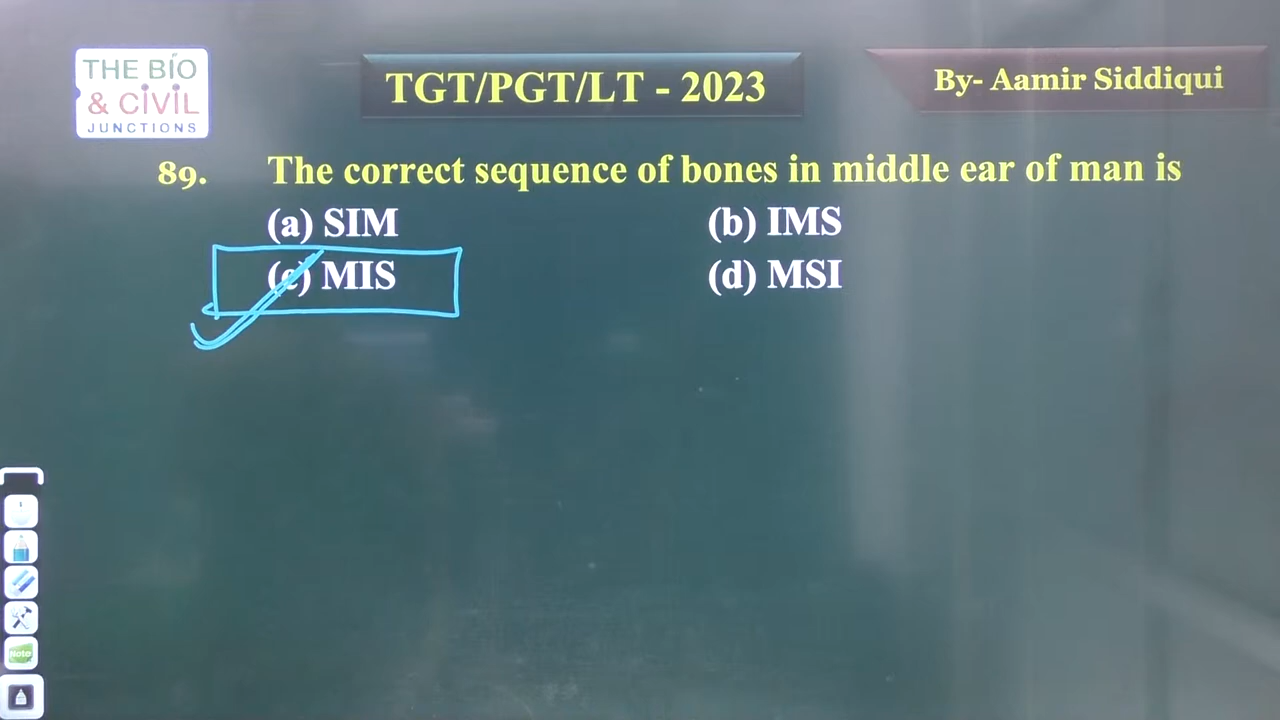 THE BIO
& CIVIL
JUNCTIONS
TGT/PGT/LT - 2023
By- Aamir Siddiqui
89. The correct sequence of bones in middle ear of man is
(a) SIM (b) IMS
(c) MIS (d) MSI
Note